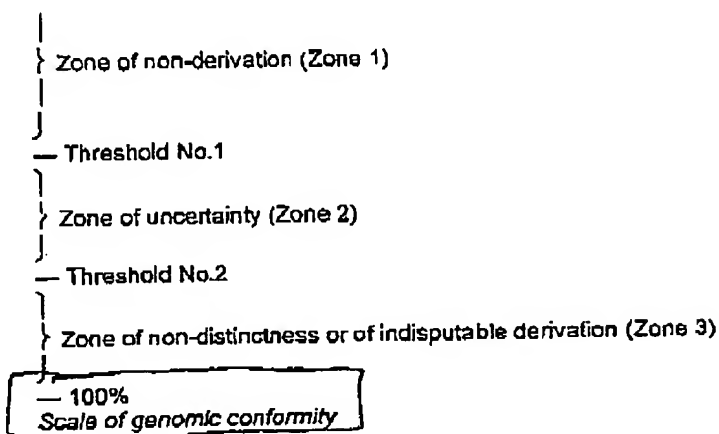 Zone of non-derivation (Zone 1)
— Threshold No.1
Zone of uncertainty (Zone 2)
— Threshold No.2
Zone of non-distinctness or of indisputable derivation (Zone 3)
— 100%
Scale of genomic conformity